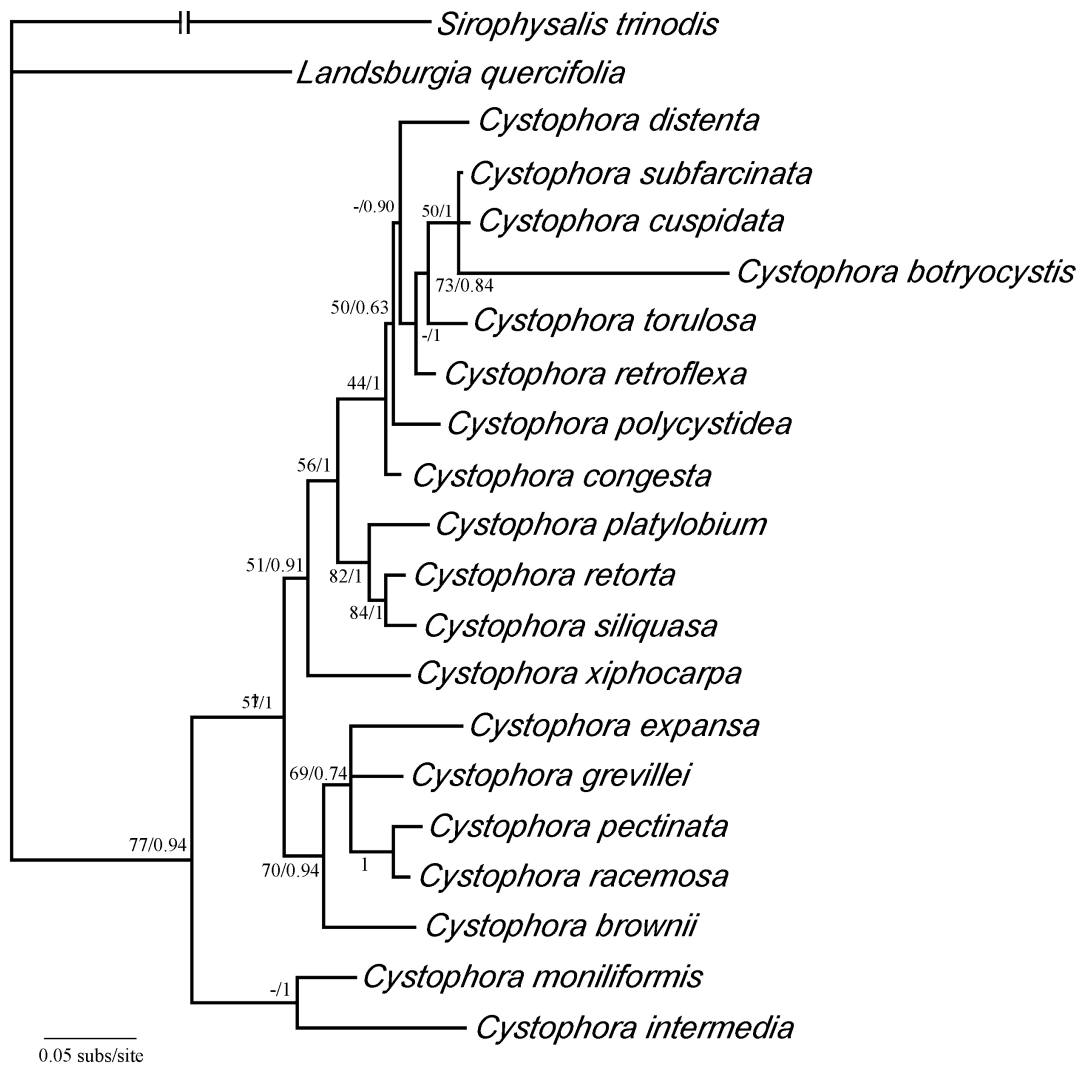 Sirophysalis trinodis
Landsburgia quercifolia
Cystophora distenta
Cystophora subfarcinata
-/0.90
50/1
Cystophora cuspidata
Cystophora botryocystis
73/0.84
50/0.63
Cystophora torulosa
-/1
Cystophora retroflexa
44/1
Cystophora polycystidea
56/1
Cystophora congesta
Cystophora platylobium
51/0.91
82/1
Cystophora retorta
84/1
Cystophora siliquasa
Cystophora xiphocarpa
/1
Cystophora expansa
69/0.74
Cystophora grevillei
Cystophora pectinata
77/0.94
1
70/0.94
Cystophora racemosa
Cystophora brownii
Cystophora moniliformis
-/1
Cystophora intermedia
0.05 subs/site